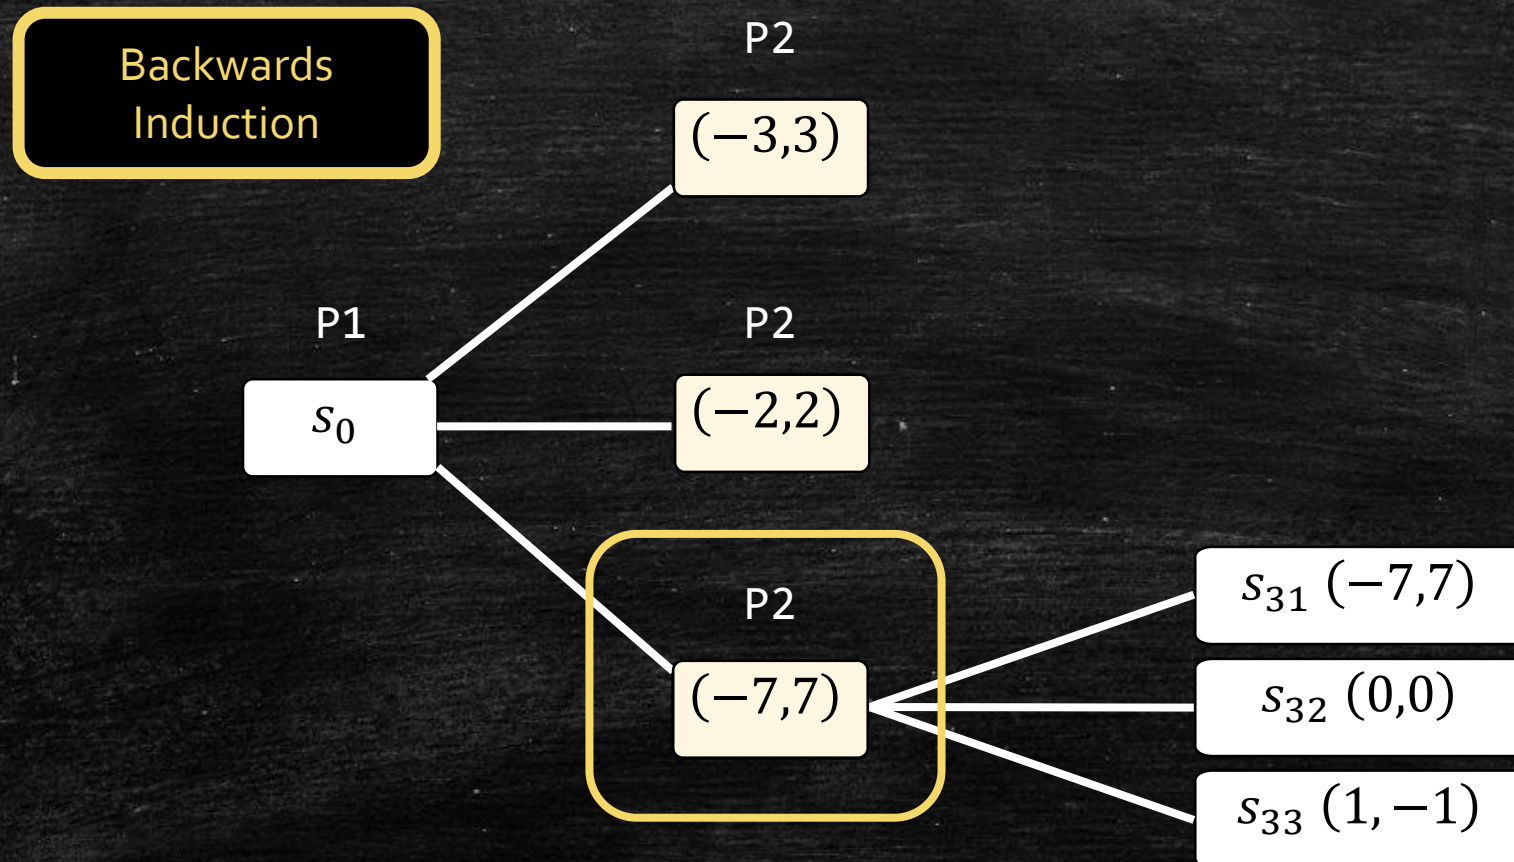 Backwards
Induction
P2
(−3,3)
P1
P2
s₀
(−2,2)
P2
(−7,7)
s₃₁ (−7,7)
s₃₂ (0,0)
s₃₃ (1,−1)